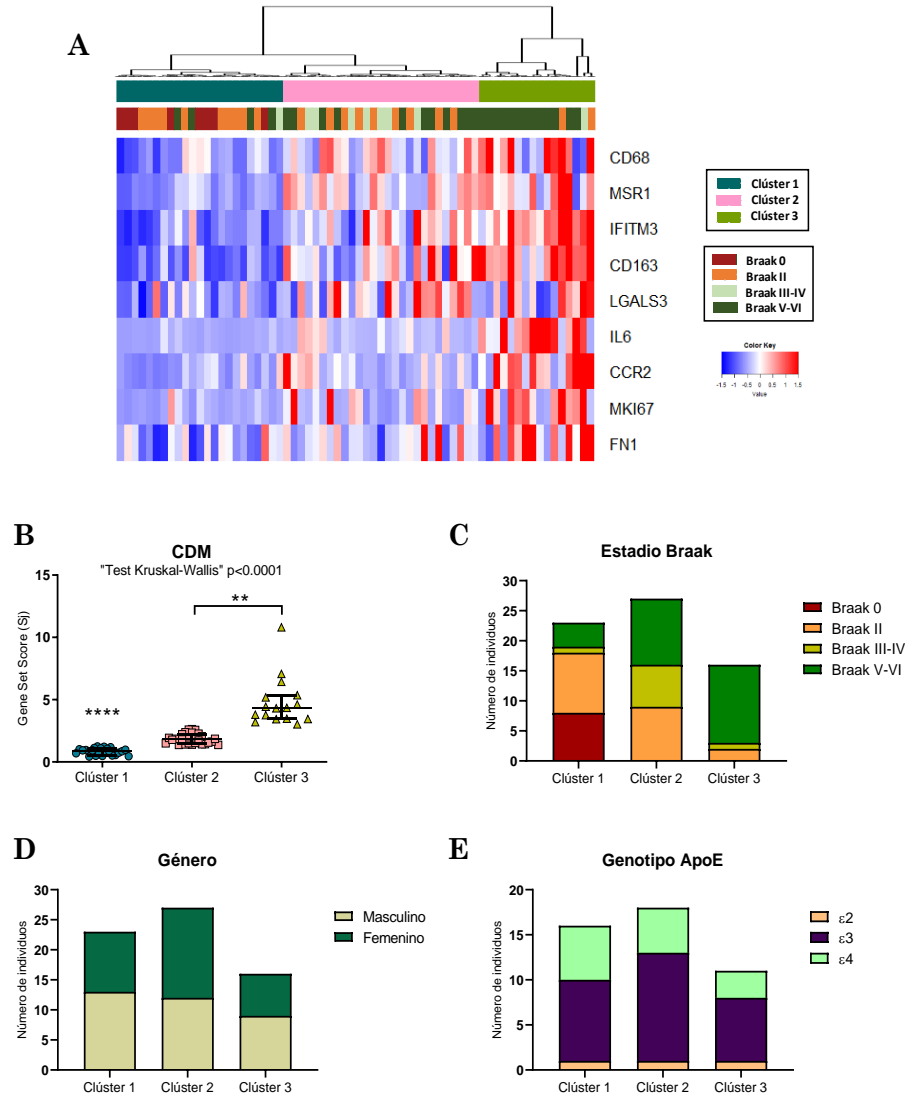 A
CD68
MSR1
IFITM3
CD163
LGALS3
IL6
CCR2
MKI67
FN1
Clúster 1
Clúster 2
Clúster 3
Braak 0
Braak II
Braak III-IV
Braak V-VI
Color Key
-1.5 -1 -0.5 0 0.5 1 1.5
Value
B
CDM
"Test Kruskal-Wallis" p<0.0001
Gene Set Score (Sj)
15
10
5
0
****
**
Clúster 1 Clúster 2 Clúster 3
C
Estadio Braak
Número de individuos
30
25
20
15
10
5
0
Clúster 1 Clúster 2 Clúster 3
Braak 0
Braak II
Braak III-IV
Braak V-VI
D
Género
Número de individuos
30
25
20
15
10
5
0
Clúster 1 Clúster 2 Clúster 3
Masculino
Femenino
E
Genotipo ApoE
Número de individuos
20
15
10
5
0
Clúster 1 Clúster 2 Clúster 3
ε2
ε3
ε4